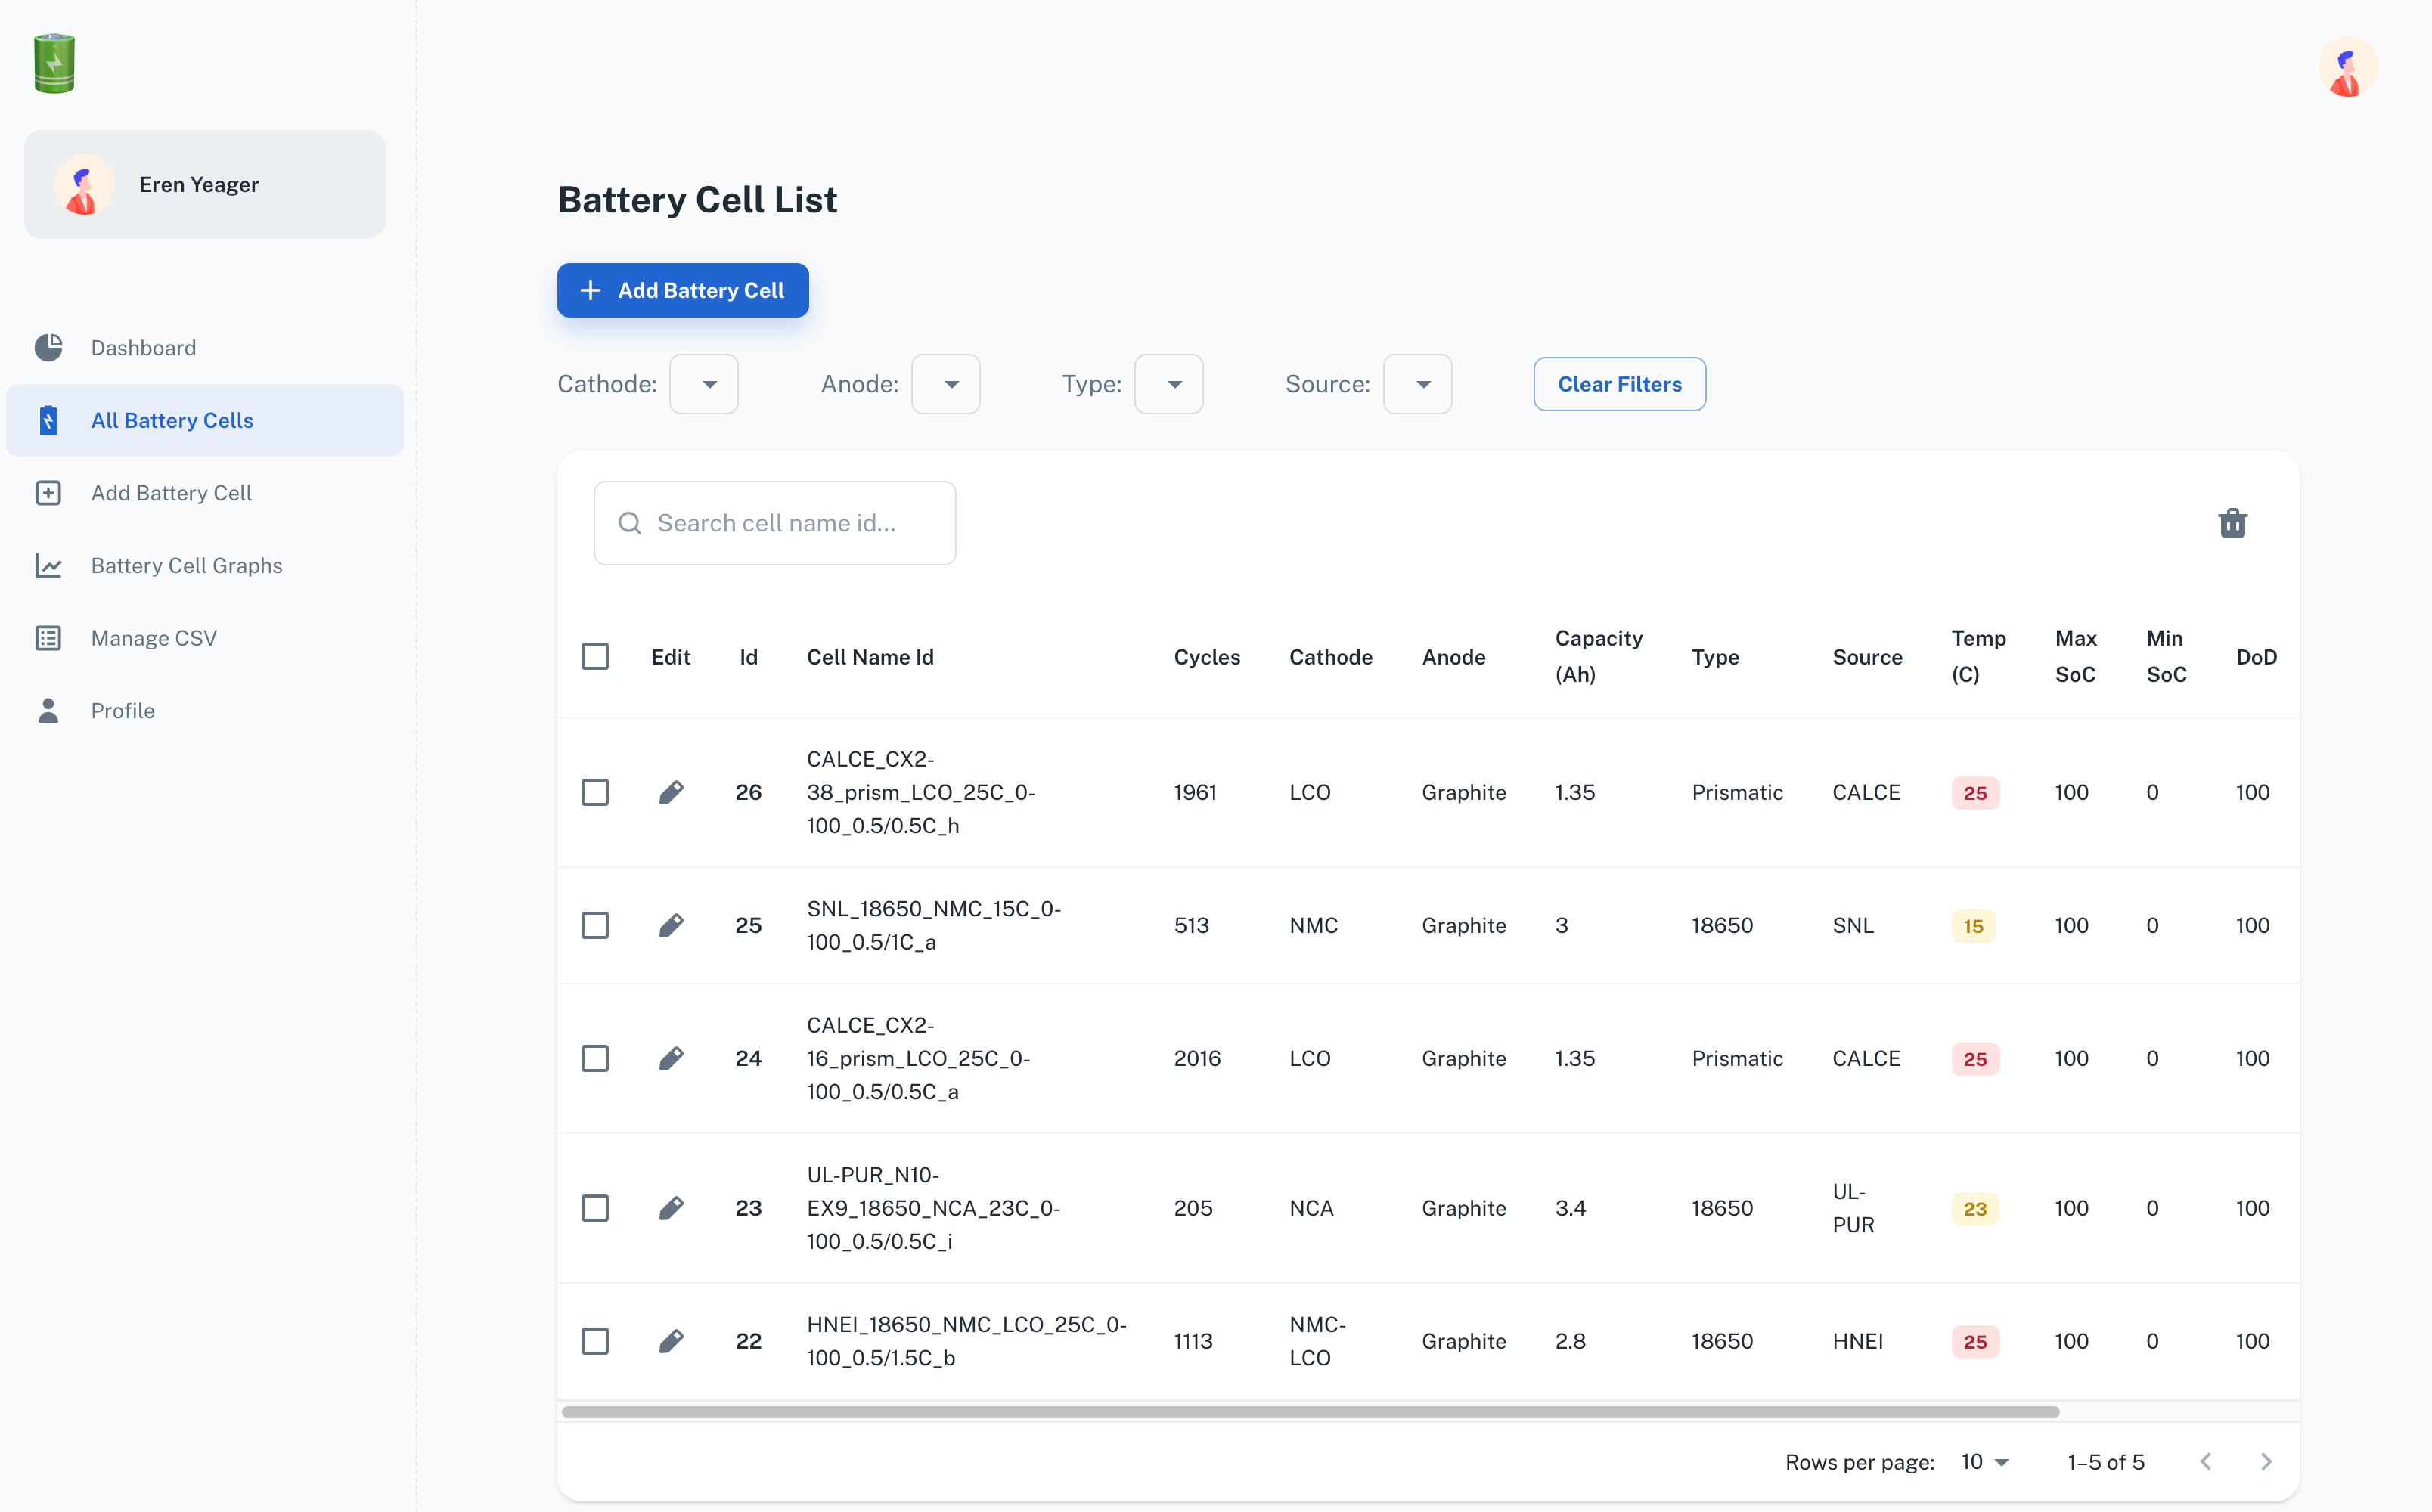 Eren Yeager
Dashboard
All Battery Cells
Add Battery Cell
Battery Cell Graphs
Manage CSV
Profile
Battery Cell List
Add Battery Cell
Cathode:
Anode:
Type:
Source:
Clear Filters
Search cell name id...
Edit
Id
Cell Name Id
Cycles
Cathode
Anode
Capacity
(Ah)
Type
Source
Temp
(C)
Max
SoC
Min
SoC
DoD
26
CALCE_CX2-
38_prism_LCO_25C_0-
100_0.5/0.5C_h
1961
LCO
Graphite
1.35
Prismatic
CALCE
25
100
0
100
25
SNL_18650_NMC_15C_0-
100_0.5/1C_a
513
NMC
Graphite
3
18650
SNL
15
100
0
100
24
CALCE_CX2-
16_prism_LCO_25C_0-
100_0.5/0.5C_a
2016
LCO
Graphite
1.35
Prismatic
CALCE
25
100
0
100
23
UL-PUR_N10-
EX9_18650_NCA_23C_0-
100_0.5/0.5C_i
205
NCA
Graphite
3.4
18650
UL-
PUR
23
100
0
100
22
HNEI_18650_NMC_LCO_25C_0-
100_0.5/1.5C_b
1113
NMC-
LCO
Graphite
2.8
18650
HNEI
25
100
0
100
Rows per page:
10
1–5 of 5